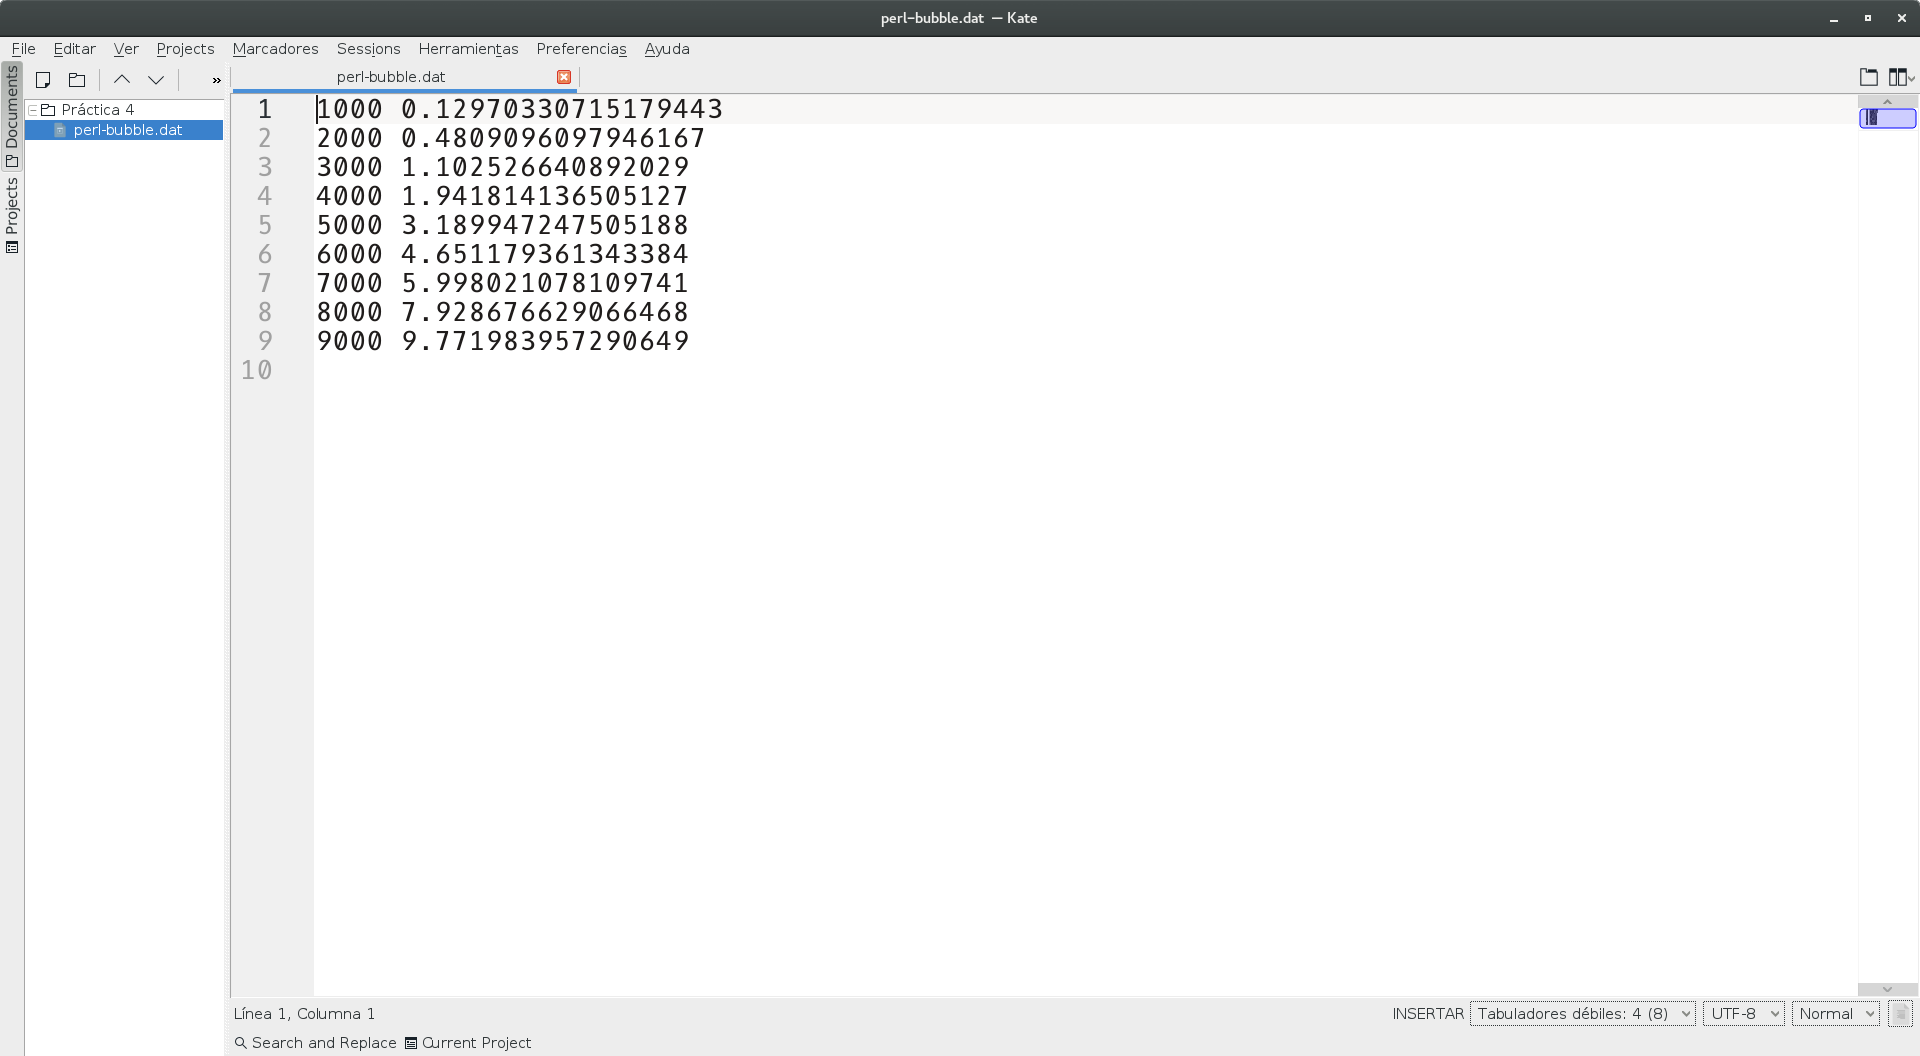 perl-bubble.dat — Kate
File Editar Ver Projects Marcadores Sessions Herramientas Preferencias Ayuda
Documents
Projects
»
Práctica 4
perl-bubble.dat
perl-bubble.dat
1 1000 0.12970330715179443
2 2000 0.4809096097946167
3 3000 1.102526640892029
4 4000 1.941814136505127
5 5000 3.189947247505188
6 6000 4.651179361343384
7 7000 5.998021078109741
8 8000 7.928676629066468
9 9000 9.771983957290649
10
Línea 1, Columna 1 INSERTAR Tabuladores débiles: 4 (8) UTF-8 Normal
Search and Replace Current Project